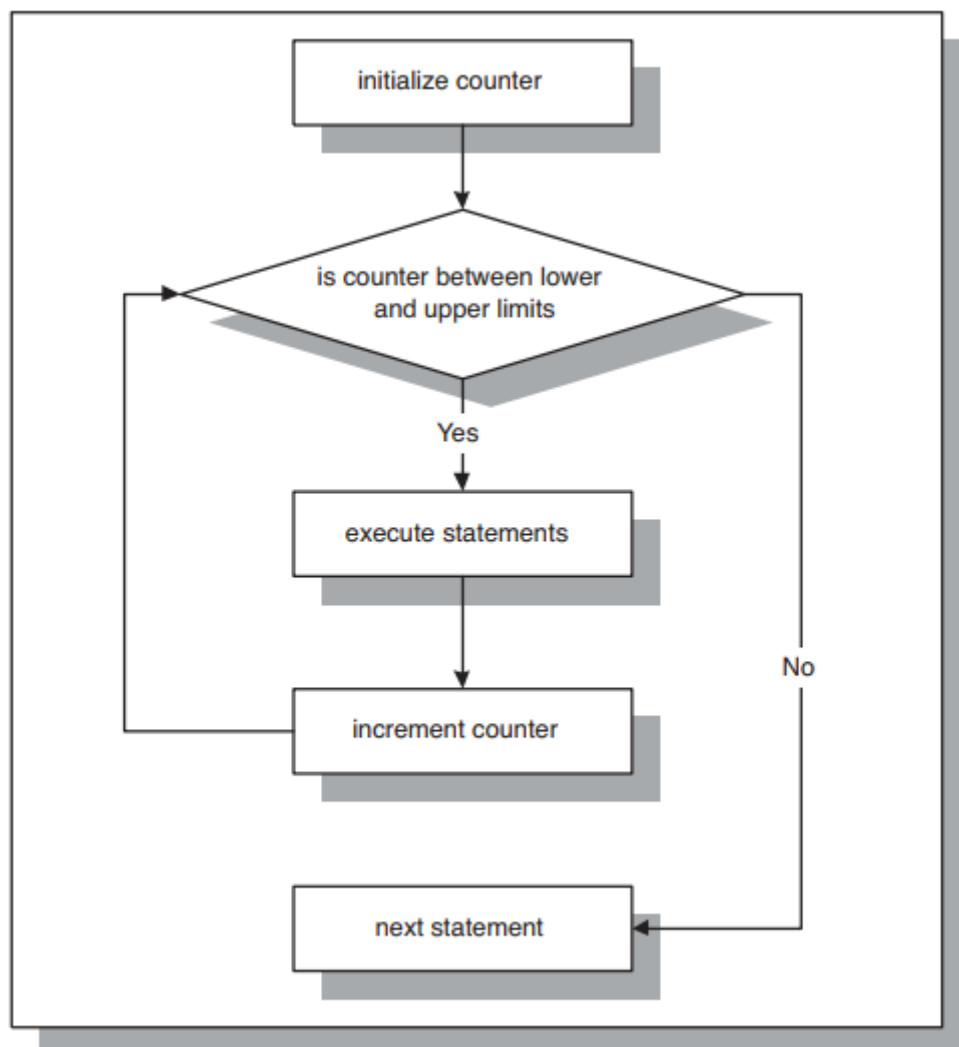 initialize counter
is counter between lower
and upper limits
Yes
execute statements
No
increment counter
next statement